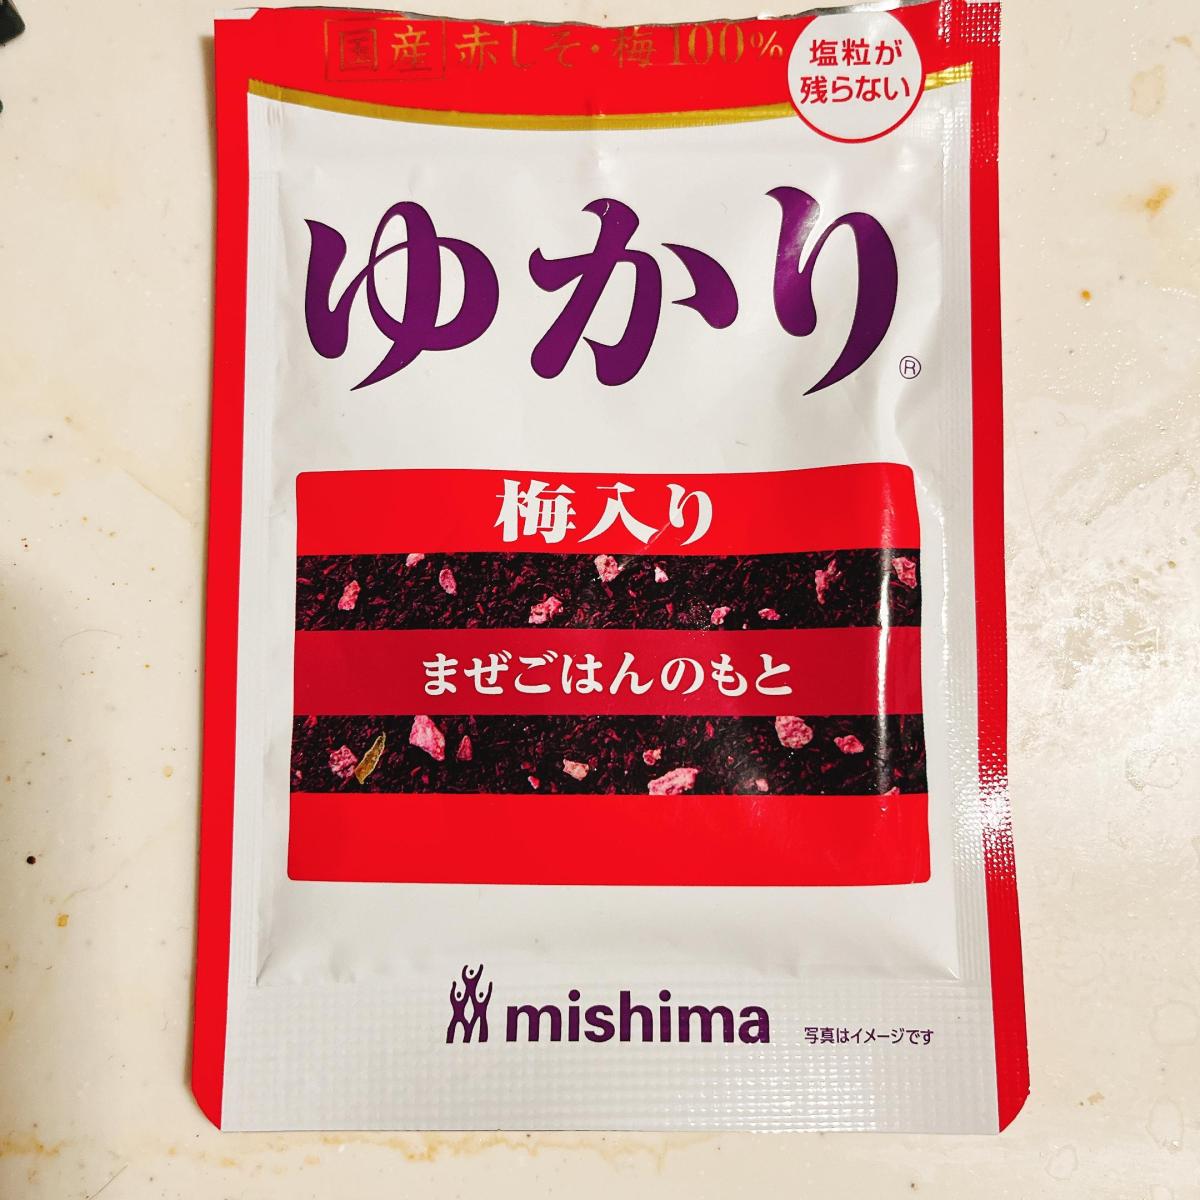 国産 赤しそ・梅100%
塩粒が
残らない
ゆかり®
梅入り
まぜごはんのもと
mishima
写真はイメージです